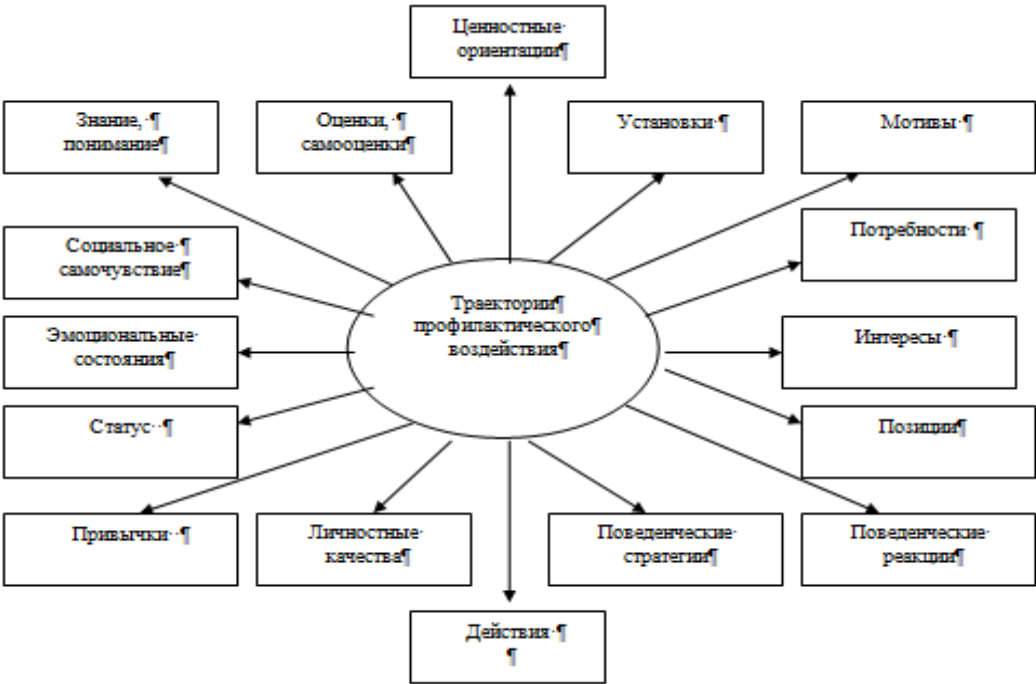 Ценностные·
ориентации¶
Знание,·¶
понимание¶
Оценки,·¶
самооценки¶
Установки·¶
Мотивы·¶
Социальное·¶
самочувствие¶
Потребности·¶
Траектории¶
профилактического¶
воздействия¶
Эмоциональные·
состояния¶
Интересы·¶
Статус··¶
Позиции¶
Привычки··¶
Личностные·
качества¶
Поведенческие·
стратегии¶
Поведенческие·
реакции¶
Действия·¶
¶